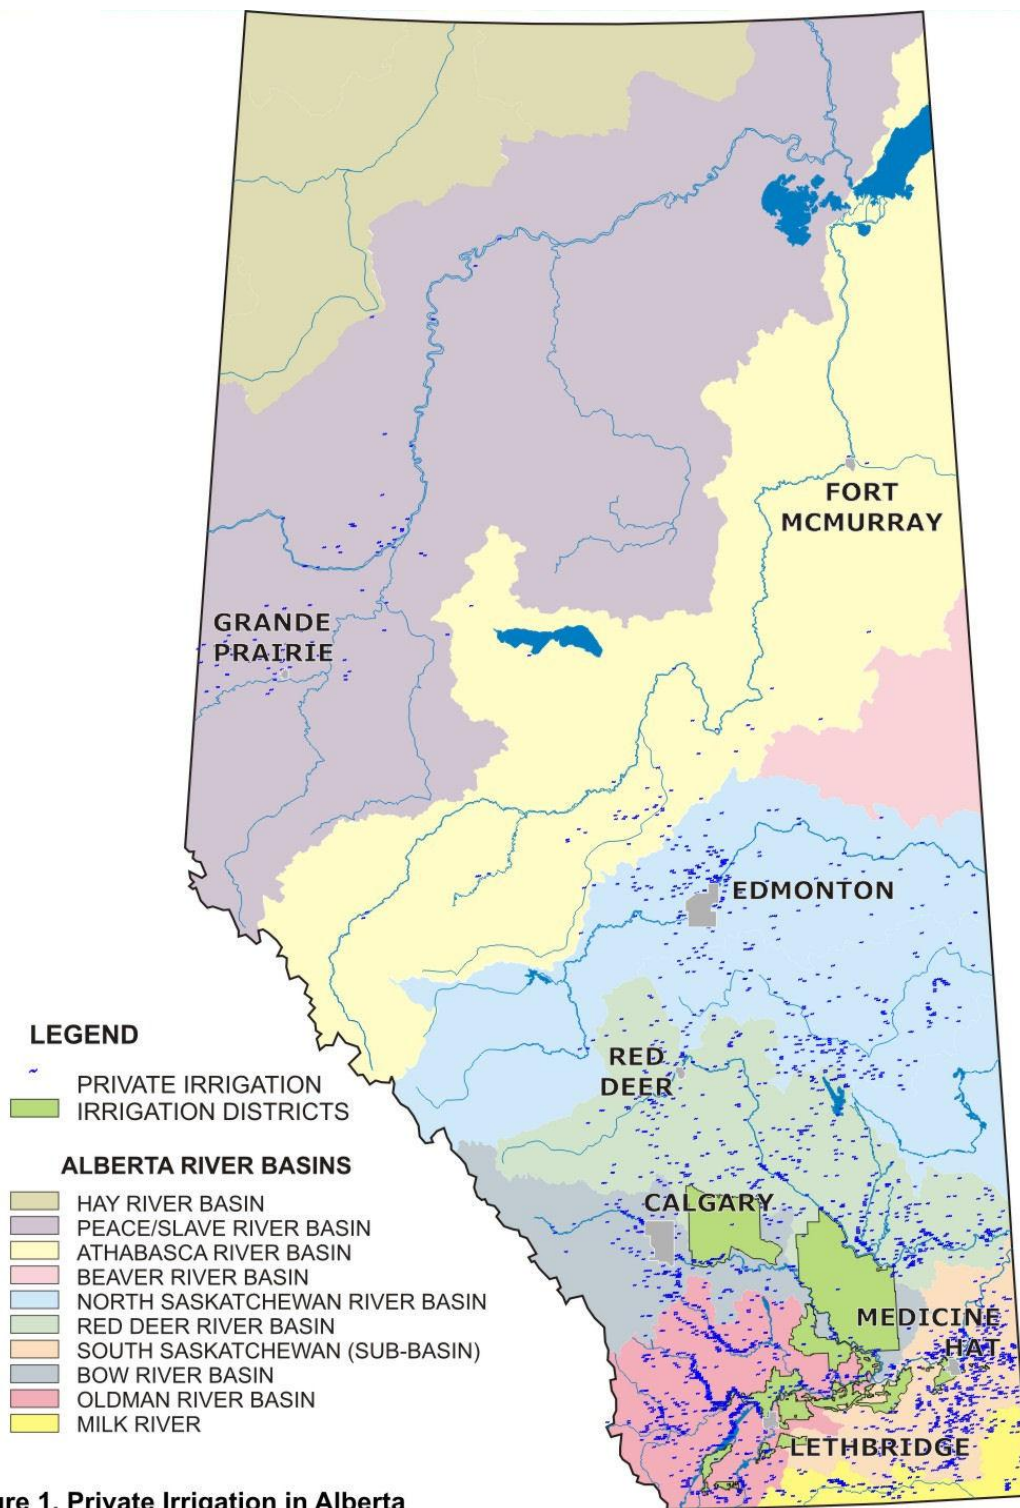 FORT
MCMURRAY
GRANDE
PRAIRIE
EDMONTON
RED
DEER
CALGARY
MEDICINE
HAT
LETHBRIDGE
LEGEND
PRIVATE IRRIGATION
IRRIGATION DISTRICTS
ALBERTA RIVER BASINS
HAY RIVER BASIN
PEACE/SLAVE RIVER BASIN
ATHABASCA RIVER BASIN
BEAVER RIVER BASIN
NORTH SASKATCHEWAN RIVER BASIN
RED DEER RIVER BASIN
SOUTH SASKATCHEWAN (SUB-BASIN)
BOW RIVER BASIN
OLDMAN RIVER BASIN
MILK RIVER
ure 1. Private Irrigation in Alberta